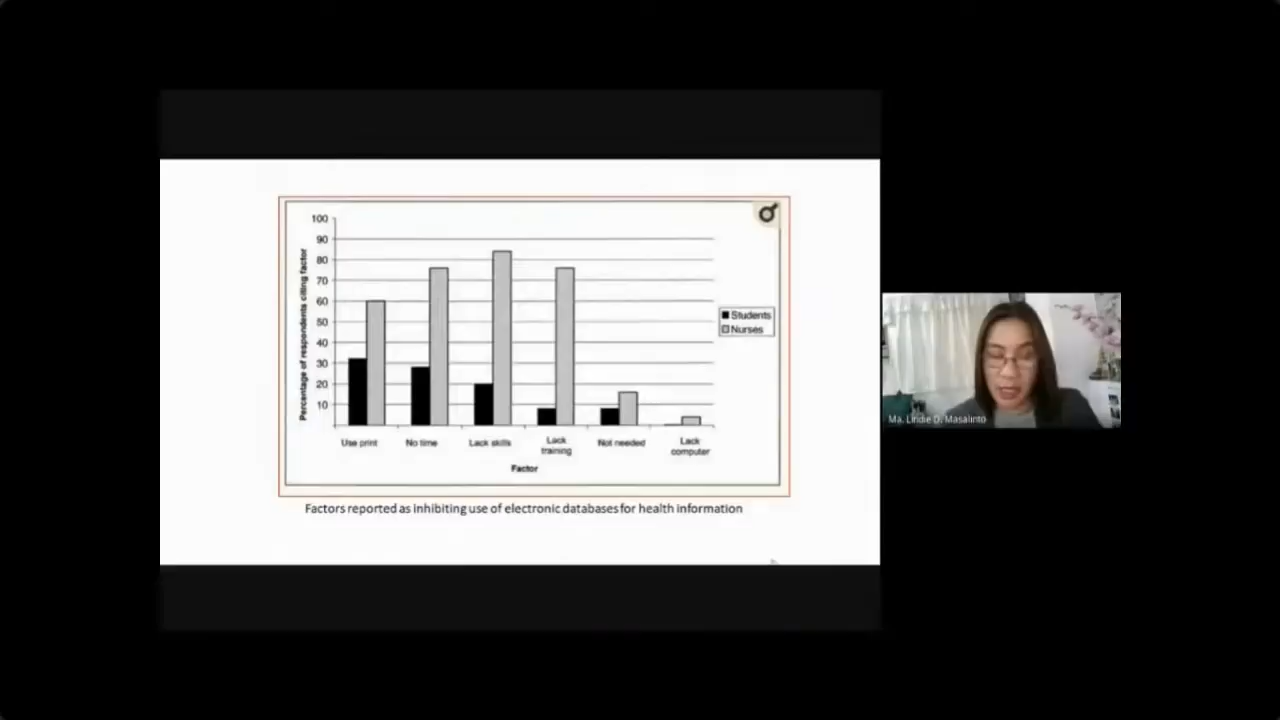 100
90
80
70
60
50
40
30
20
10
Percentage of respondents citing factor
Students
Nurses
Use print
No time
Lack skills
Lack training
Not needed
Lack computer
Factor
Factors reported as inhibiting use of electronic databases for health information
Ma. Lindie D. Masalinto